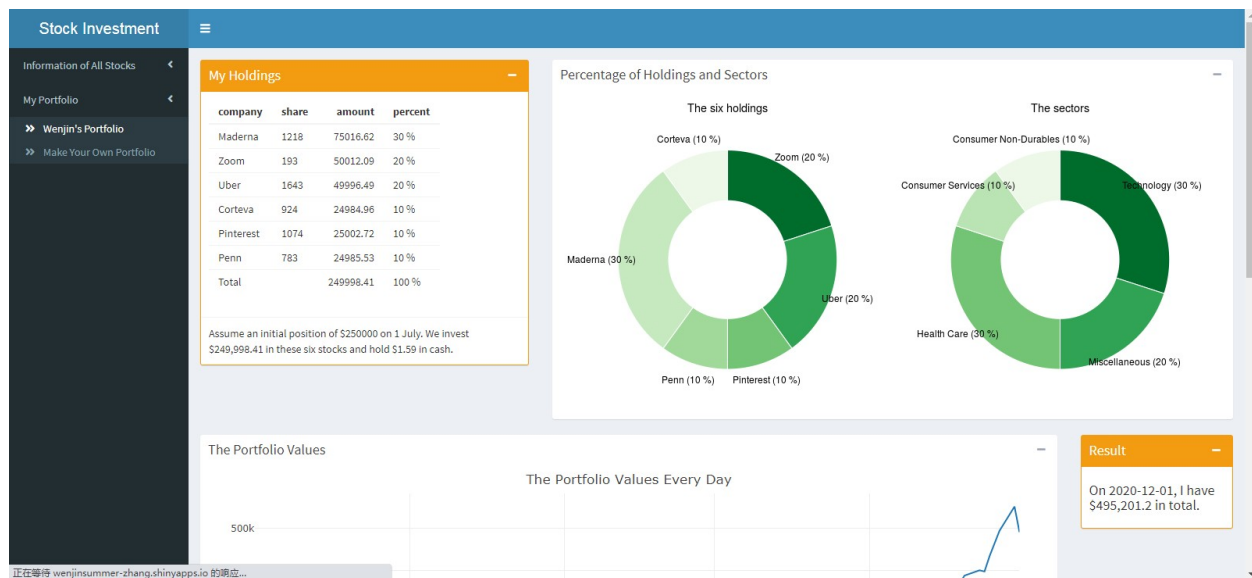 Stock Investment
Information of All Stocks
My Portfolio
Wenjin's Portfolio
Make Your Own Portfolio
My Holdings
company share amount percent
Maderna 1218 75016.62 30 %
Zoom 193 50012.09 20 %
Uber 1643 49996.49 20 %
Corteva 924 24984.96 10 %
Pinterest 1074 25002.72 10 %
Penn 783 24985.53 10 %
Total 249998.41 100 %
Assume an initial position of $250000 on 1 July. We invest
$249,998.41 in these six stocks and hold $1.59 in cash.
Percentage of Holdings and Sectors
The six holdings
Corteva (10 %)
Zoom (20 %)
Maderna (30 %)
Uber (20 %)
Penn (10 %)
Pinterest (10 %)
The sectors
Consumer Non-Durables (10 %)
Consumer Services (10 %)
Technology (30 %)
Health Care (30 %)
Miscellaneous (20 %)
The Portfolio Values
The Portfolio Values Every Day
500k
Result
On 2020-12-01, I have
$495,201.2 in total.
正在等待 wenjinsummer-zhang.shinyapps.io 的响应...